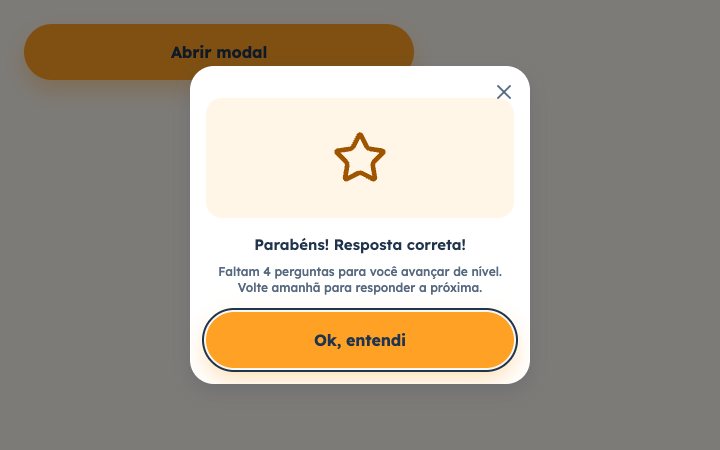 Abrir modal
Parabéns! Resposta correta!
Faltam 4 perguntas para você avançar de nível.
Volte amanhã para responder a próxima.
Ok, entendi